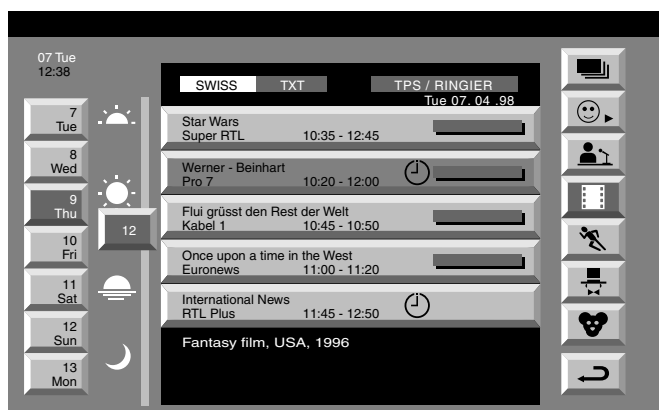 07 Tue
12:38
SWISS TXT TPS / RINGIER
Tue 07. 04 .98
7
Tue
8
Wed
9
Thu
10
Fri
11
Sat
12
Sun
13
Mon
12
Star Wars
Super RTL 10:35 - 12:45
Werner - Beinhart
Pro 7 10:20 - 12:00
Flui grüsst den Rest der Welt
Kabel 1 10:45 - 10:50
Once upon a time in the West
Euronews 11:00 - 11:20
International News
RTL Plus 11:45 - 12:50
Fantasy film, USA, 1996